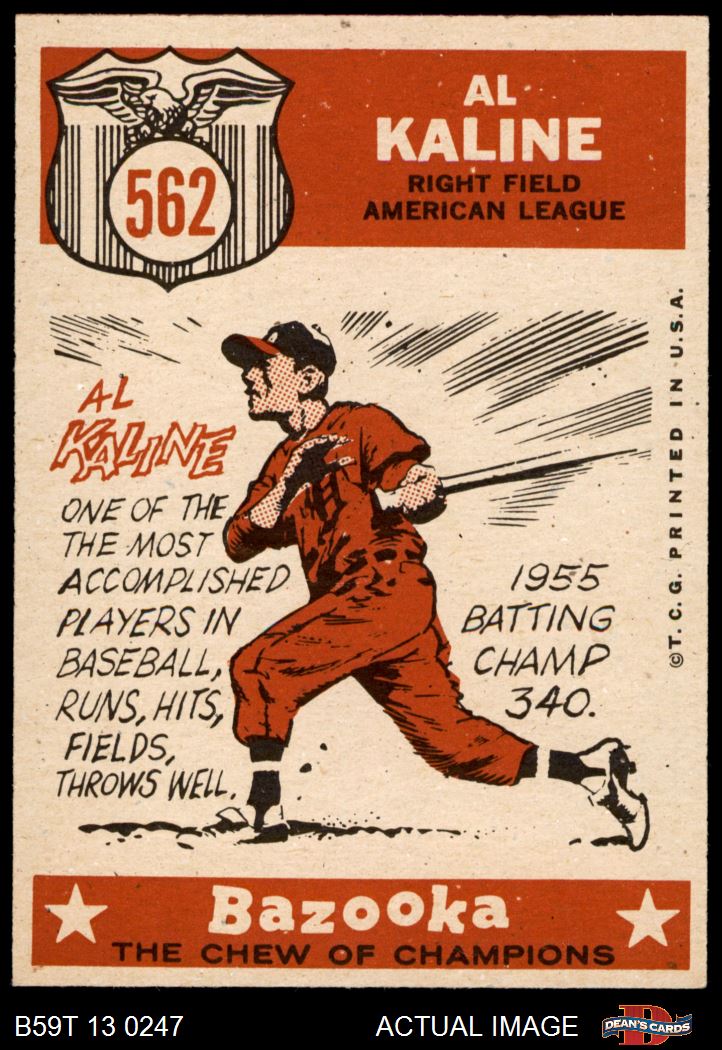 562
AL
KALINE
RIGHT FIELD
AMERICAN LEAGUE
AL
KALINE
ONE OF THE
THE MOST
ACCOMPLISHED
PLAYERS IN
BASEBALL,
RUNS, HITS,
FIELDS,
THROWS WELL.
1955
BATTING
CHAMP
340.
©T.C.G. PRINTED IN U.S.A.
Bazooka
THE CHEW OF CHAMPIONS
B59T 13 0247
ACTUAL IMAGE
D
DEAN'S CARDS